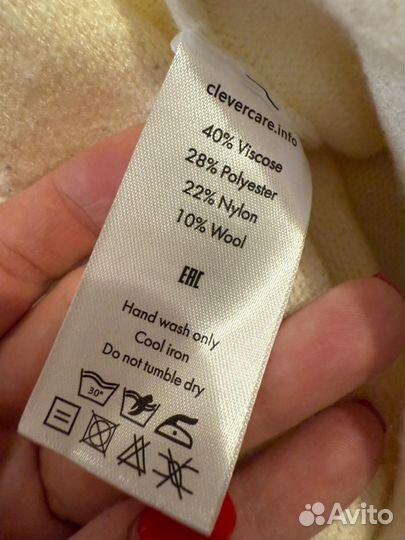 clevercare.info
40% Viscose
28% Polyester
22% Nylon
10% Wool
EAC
Hand wash only
Cool iron
Do not tumble dry
30°
Avito